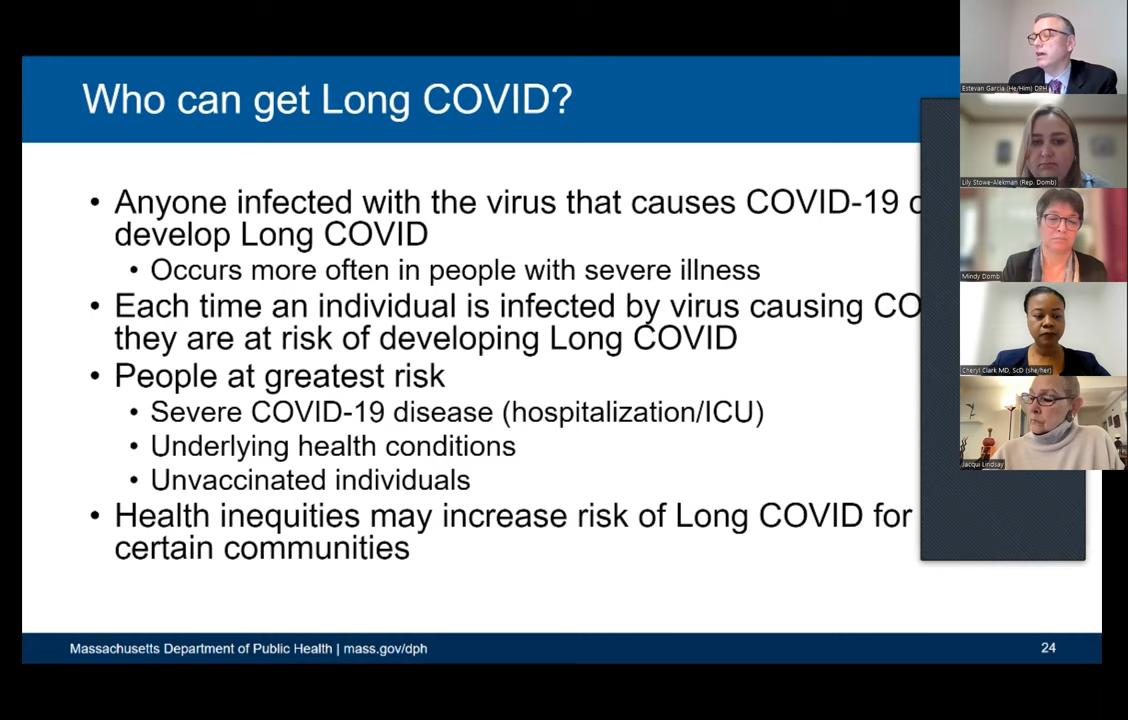 Who can get Long COVID?
• Anyone infected with the virus that causes COVID-19
develop Long COVID
• Occurs more often in people with severe illness
• Each time an individual is infected by virus causing CO
they are at risk of developing Long COVID
• People at greatest risk
• Severe COVID-19 disease (hospitalization/ICU)
• Underlying health conditions
• Unvaccinated individuals
• Health inequities may increase risk of Long COVID for
certain communities
Massachusetts Department of Public Health | mass.gov/dph
24
Estevan Garcia (He/Him) DPH
Lily Stowe-Alekman (Rep. Domb)
Mindy Domb
Cheryl Clark MD, ScD (she/her)
Jacqui Lindsay